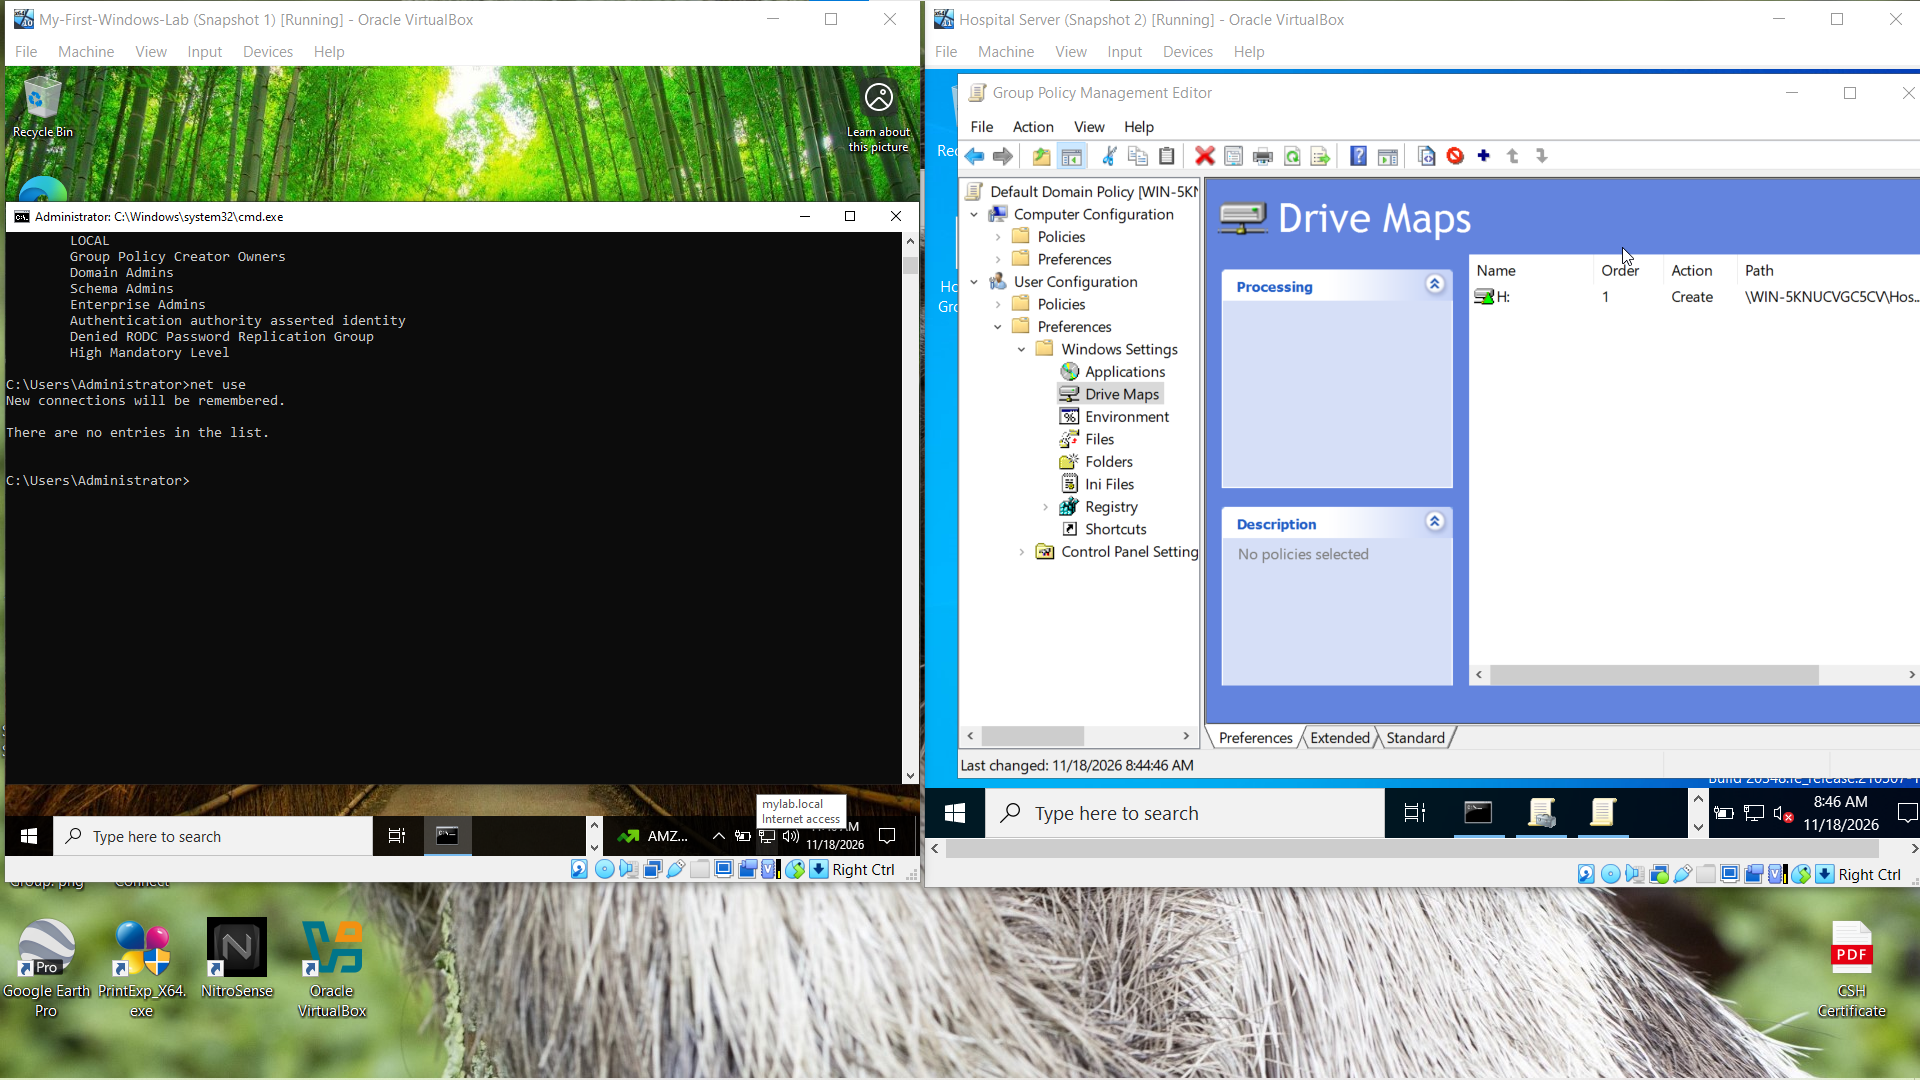 My-First-Windows-Lab (Snapshot 1) [Running] - Oracle VirtualBox
File Machine View Input Devices Help
Recycle Bin
Learn about
this picture
Administrator: C:\Windows\system32\cmd.exe
LOCAL
Group Policy Creator Owners
Domain Admins
Schema Admins
Enterprise Admins
Authentication authority asserted identity
Denied RODC Password Replication Group
High Mandatory Level
C:\Users\Administrator>net use
New connections will be remembered.
There are no entries in the list.
C:\Users\Administrator>
mylab.local
Internet access
Type here to search
AMZ...
11/18/2026
Right Ctrl
Hospital Server (Snapshot 2) [Running] - Oracle VirtualBox
File Machine View Input Devices Help
Group Policy Management Editor
File Action View Help
Default Domain Policy [WIN-5KN
Computer Configuration
Policies
Preferences
User Configuration
Policies
Preferences
Windows Settings
Applications
Drive Maps
Environment
Files
Folders
Ini Files
Registry
Shortcuts
Control Panel Setting
Drive Maps
Processing
Description
No policies selected
Name Order Action Path
H: 1 Create \WIN-5KNUCVGC5CV\Hos...
Preferences Extended Standard
Last changed: 11/18/2026 8:44:46 AM
Type here to search
8:46 AM
11/18/2026
Right Ctrl
Google Earth
Pro
PrintExp_X64.
exe
NitroSense
Oracle
VirtualBox
PDF
CSH
Certificate